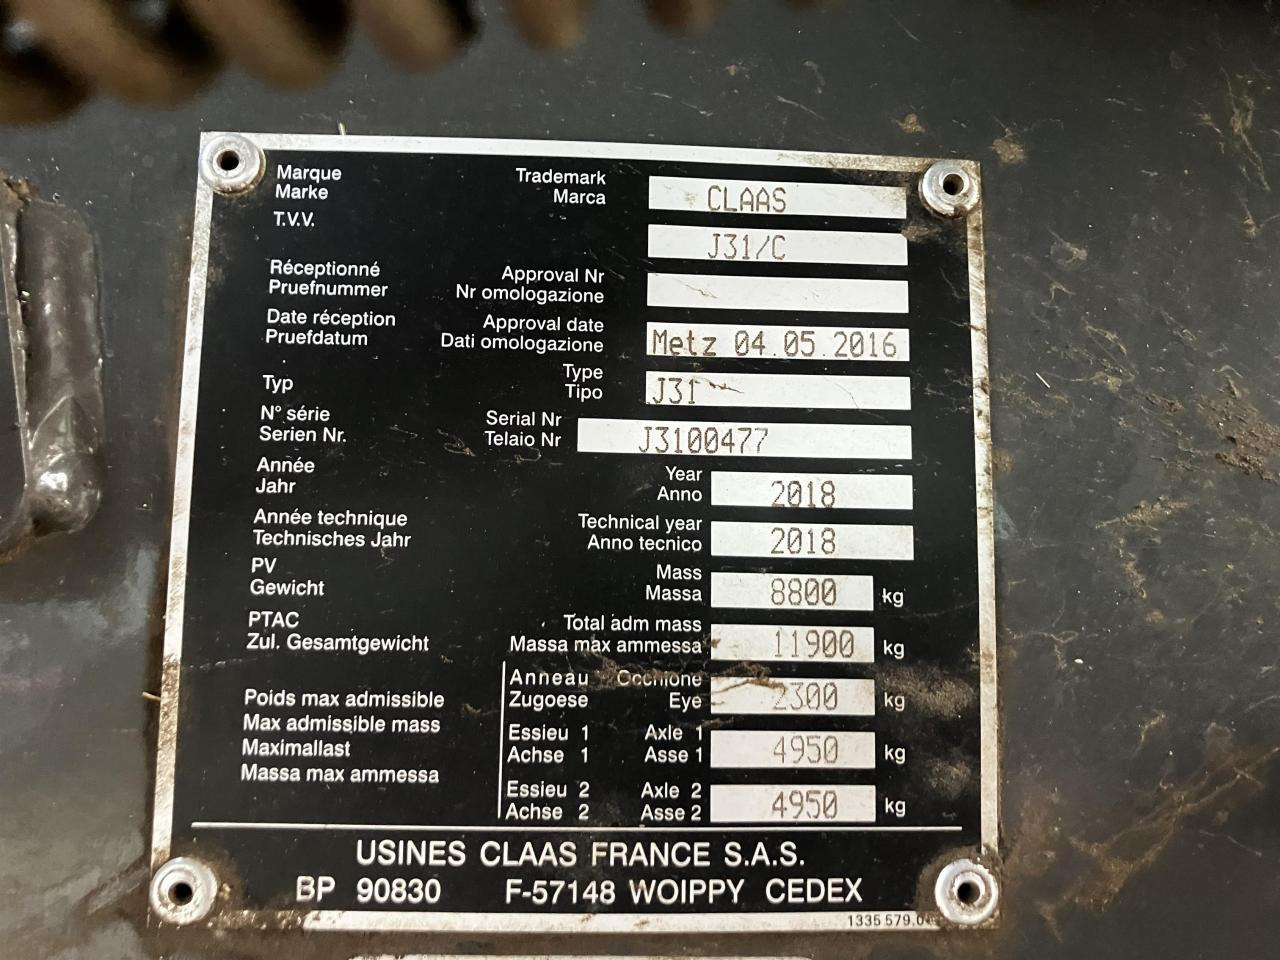 Marque Trademark
Marke Marca CLAAS
T.V.V. J31/C
Réceptionné Approval Nr
Pruefnummer Nr omologazione
Date réception Approval date
Pruefdatum Dati omologazione Metz 04.05.2016
Type
Typ Tipo J31
N° série Serial Nr
Serien Nr. Telaio Nr J3100477
Année Year
Jahr Anno 2018
Année technique Technical year
Technisches Jahr Anno tecnico 2018
PV Mass
Gewicht Massa 8800 kg
PTAC Total adm mass
Zul. Gesamtgewicht Massa max ammessa 11900 kg
Poids max admissible
Max admissible mass
Maximallast
Massa max ammessa
Anneau Occhione
Zugoese Eye 2300 kg
Essieu 1 Axle 1
Achse 1 Asse 1 4950 kg
Essieu 2 Axle 2
Achse 2 Asse 2 4950 kg
USINES CLAAS FRANCE S.A.S.
BP 90830 F-57148 WOIPPY CEDEX
1335 579.